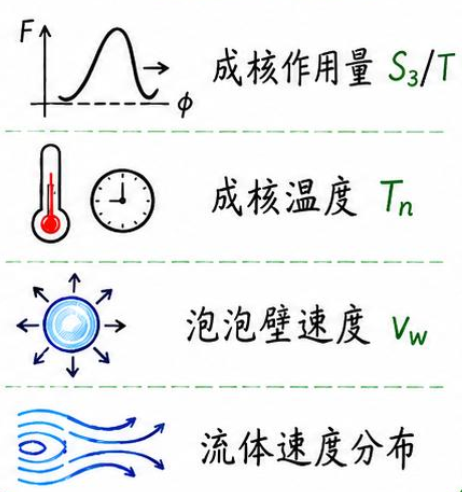 F
ϕ
成核作用量 S₃/T
成核温度 Tₙ
泡泡壁速度 v_w
流体速度分布